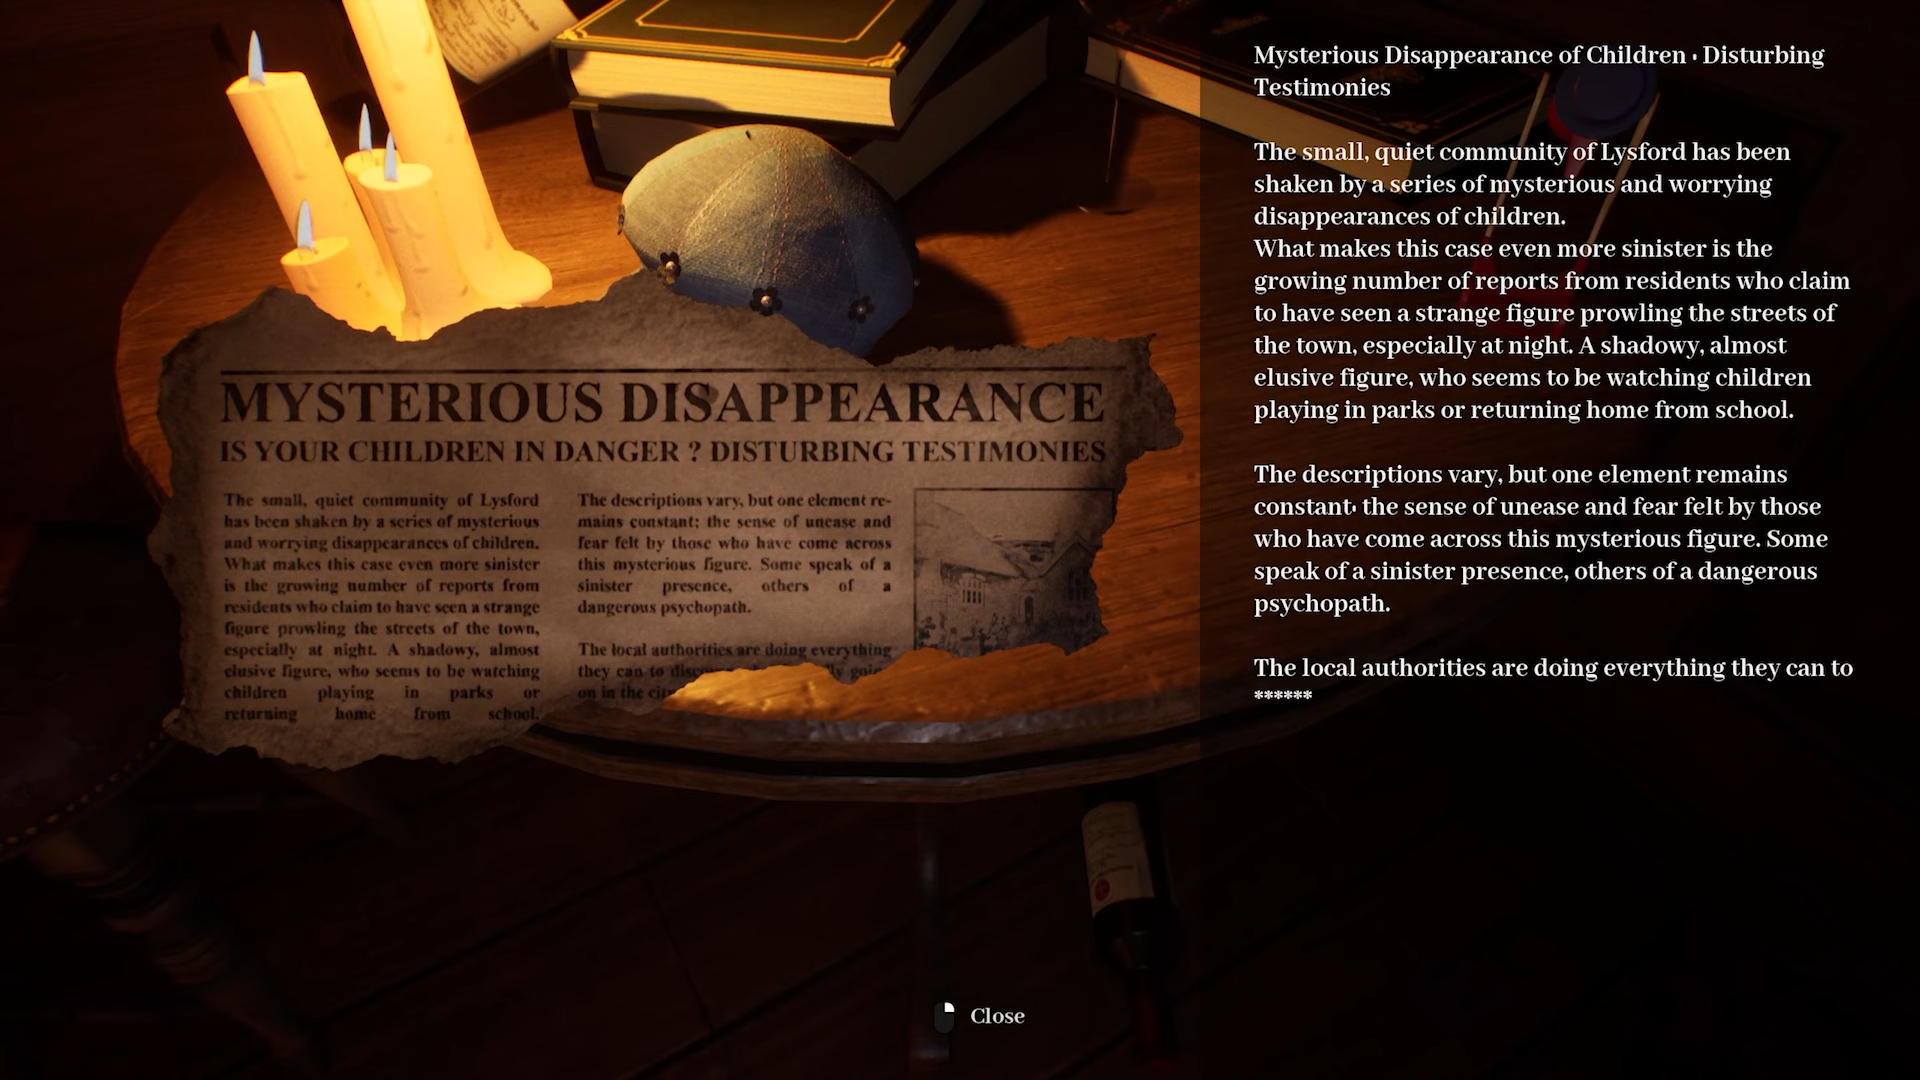 MYSTERIOUS DISAPPEARANCE
IS YOUR CHILDREN IN DANGER ? DISTURBING TESTIMONIES
The small, quiet community of Lysford
has been shaken by a series of mysterious
and worrying disappearances of children.
What makes this case even more sinister
is the growing number of reports from
residents who claim to have seen a strange
figure prowling the streets of the town,
especially at night. A shadowy, almost
elusive figure, who seems to be watching
children playing in parks or
returning home from school.
The descriptions vary, but one element re-
mains constant: the sense of unease and
fear felt by those who have come across
this mysterious figure. Some speak of a
sinister presence, others of a
dangerous psychopath.
The local authorities are doing everything
they can to
on in the
Mysterious Disappearance of Children : Disturbing
Testimonies
The small, quiet community of Lysford has been
shaken by a series of mysterious and worrying
disappearances of children.
What makes this case even more sinister is the
growing number of reports from residents who claim
to have seen a strange figure prowling the streets of
the town, especially at night. A shadowy, almost
elusive figure, who seems to be watching children
playing in parks or returning home from school.
The descriptions vary, but one element remains
constant: the sense of unease and fear felt by those
who have come across this mysterious figure. Some
speak of a sinister presence, others of a dangerous
psychopath.
The local authorities are doing everything they can to
******
Close